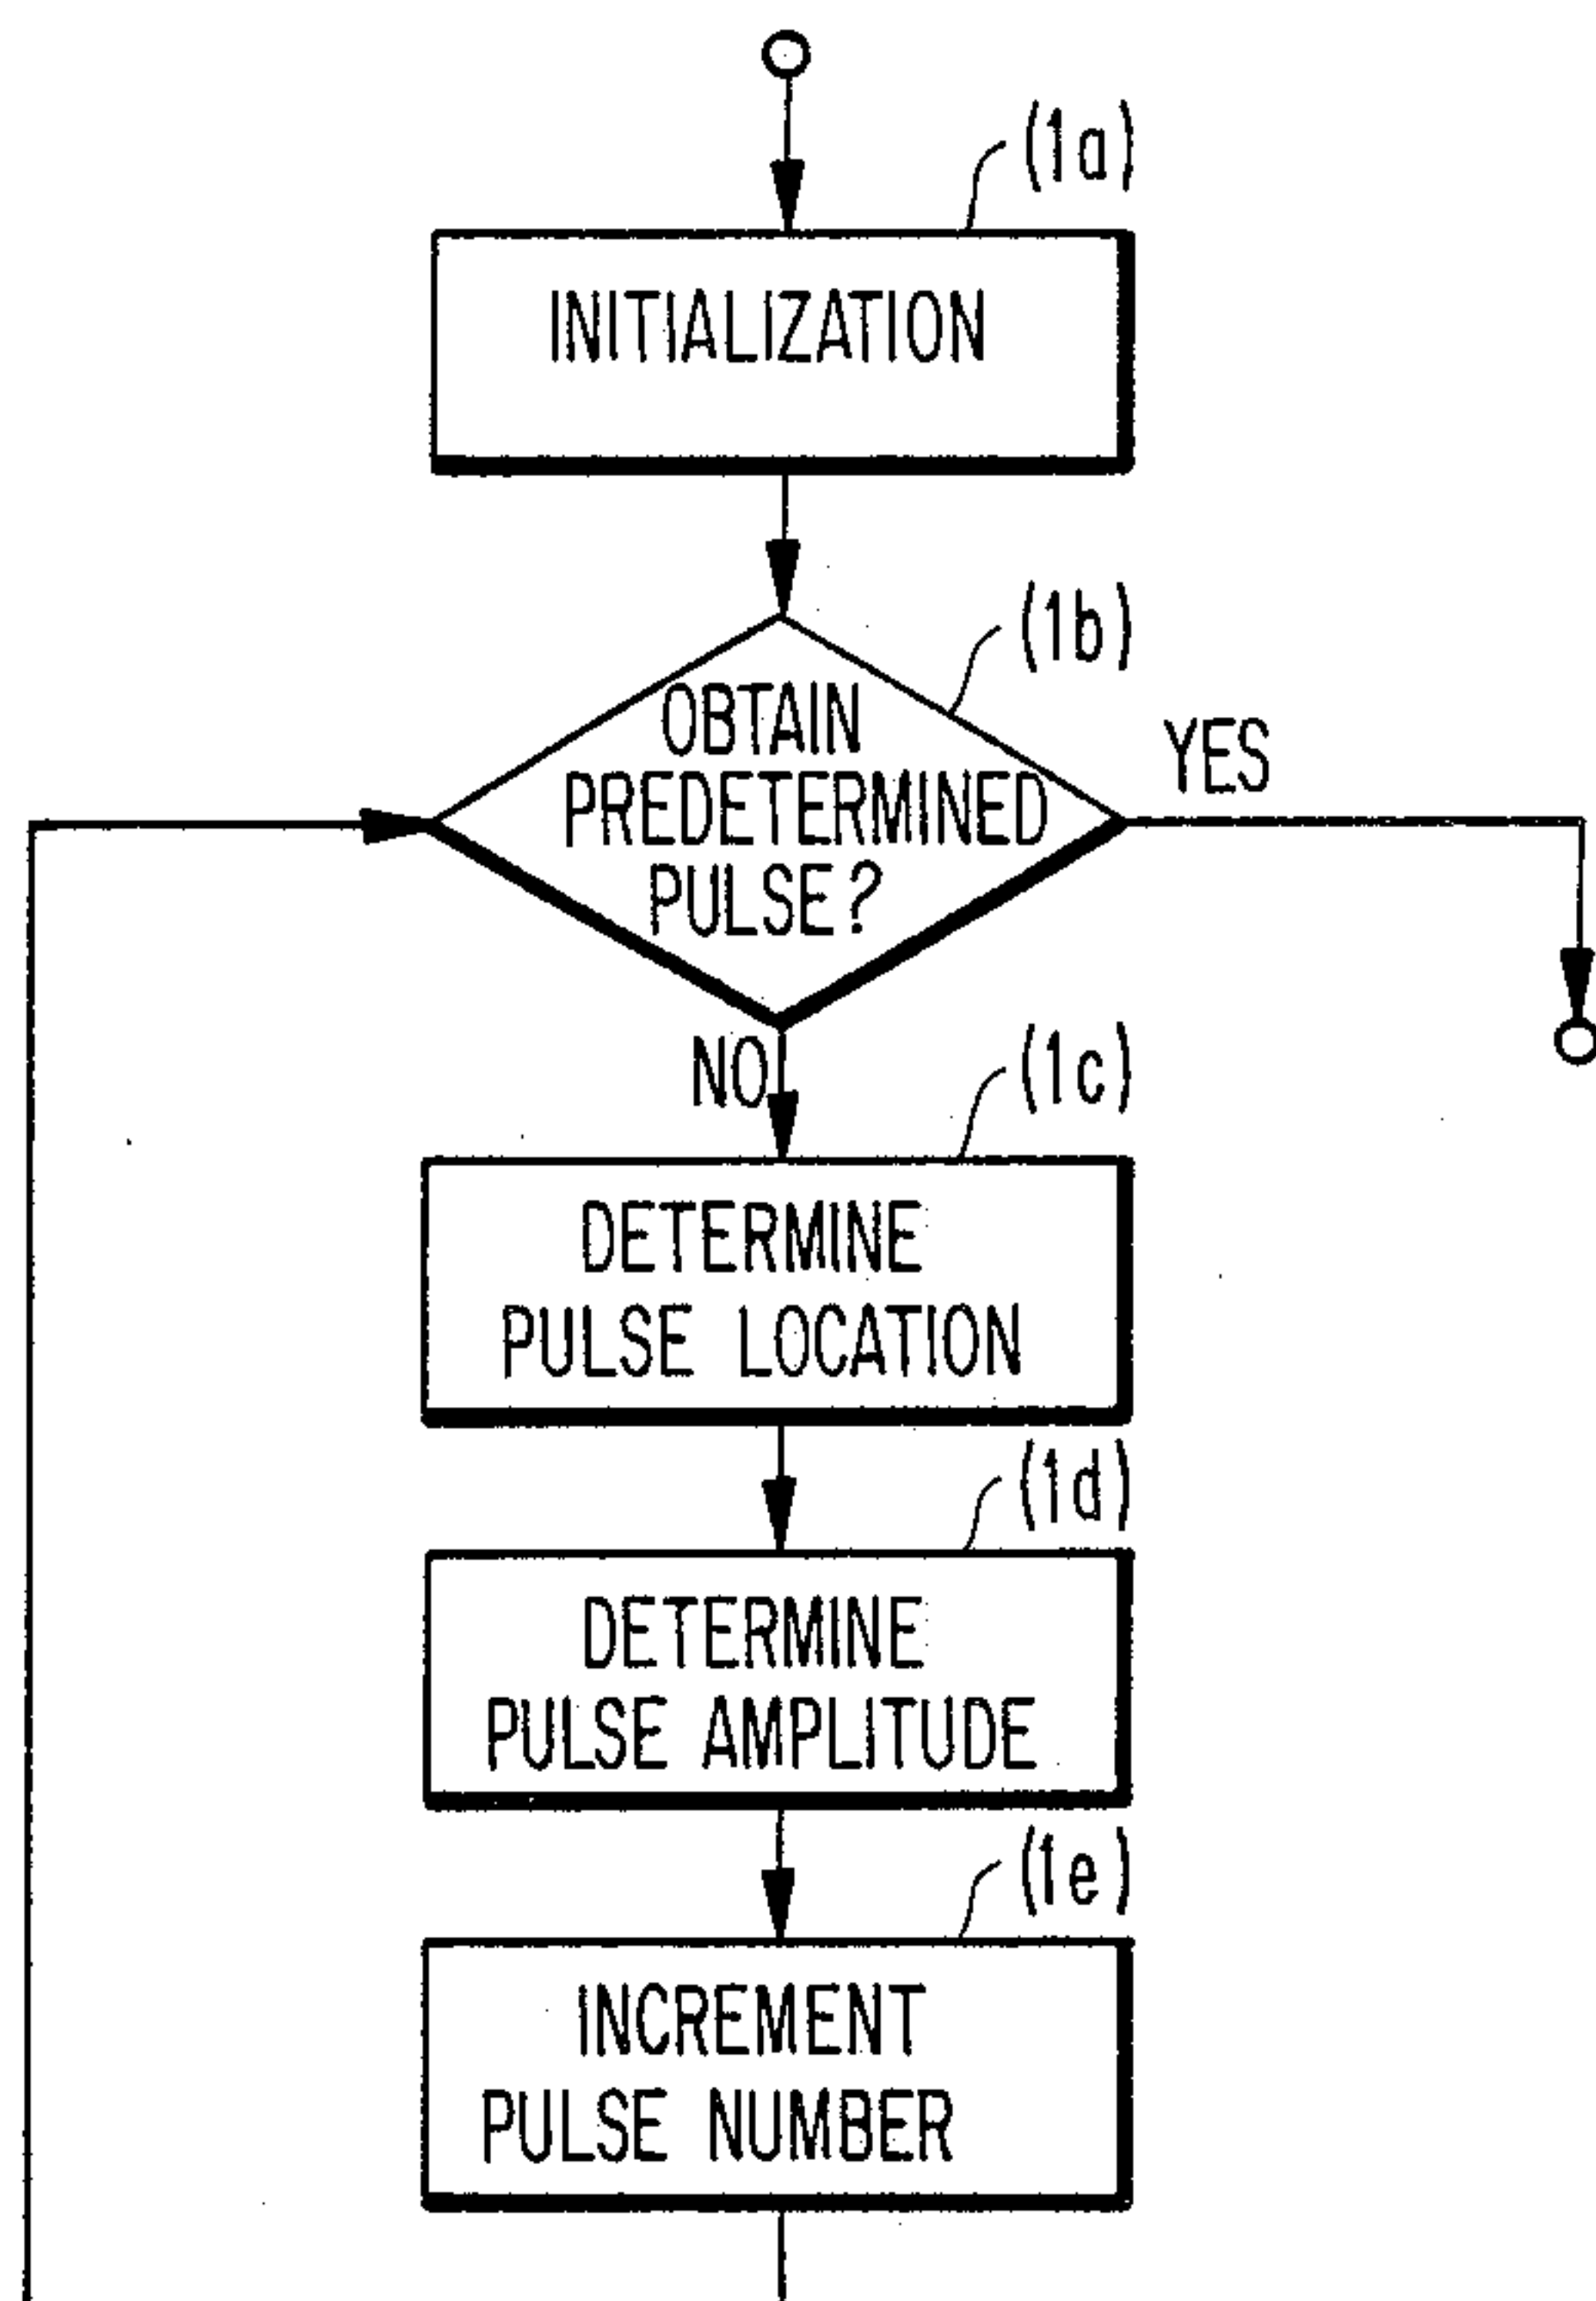 (1a)
INITIALIZATION
(1b)
OBTAIN
PREDETERMINED
PULSE?
YES
NO
(1c)
DETERMINE
PULSE LOCATION
(1d)
DETERMINE
PULSE AMPLITUDE
(1e)
INCREMENT
PULSE NUMBER